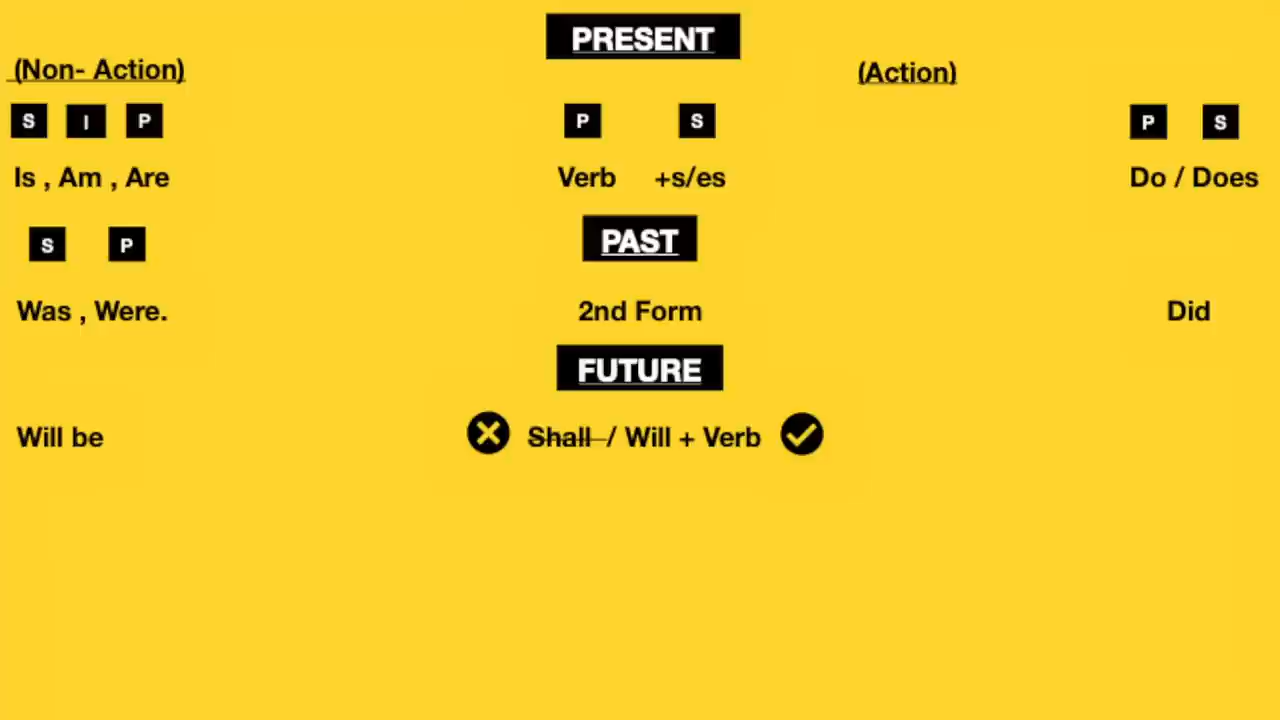 PRESENT
(Non- Action)
(Action)
S I P P S P S
Is , Am , Are Verb +s/es Do / Does
S P
PAST
Was , Were. 2nd Form Did
FUTURE
Will be Shall / Will + Verb